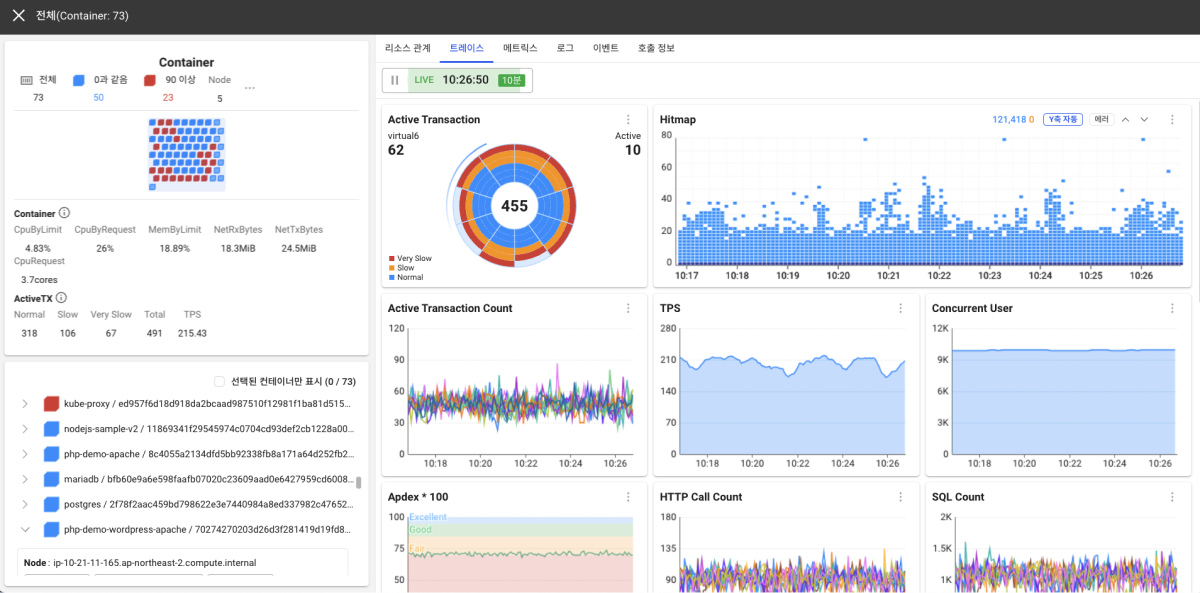 전체(Container: 73)
Container
전체 0과 같음 90 이상 Node
73 50 23 5 ...
Container
CpuByLimit CpuByRequest MemByLimit NetRxBytes NetTxBytes
4.83% 26% 18.89% 18.3MiB 24.5MiB
CpuRequest
3.7cores
ActiveTX
Normal Slow Very Slow Total TPS
318 106 67 491 215.43
선택된 컨테이너만 표시 (0 / 73)
kube-proxy / ed957f6d18d918da2bcaad987510f12981f1ba81d515...
nodejs-sample-v2 / 11869341f29545974c0704cd93def2cb1228a00...
php-demo-apache / 8c4055a2134dfd5bb92338fb8a171a64d252fb2...
mariadb / bfb60e9a6e598faafb07020c23609aad0e6427959cd6008...
postgres / 2f78f2aac459bd798622e3e7440984a8ed337982c47652...
php-demo-wordpress-apache / 70274270203d26d3f281419d19fd8...
Node : ip-10-21-11-165.ap-northeast-2.compute.internal
리소스 관계 트레이스 메트릭스 로그 이벤트 호출 정보
LIVE 10:26:50 10분
Active Transaction
virtual6 Active
62 10
455
Very Slow
Slow
Normal
Hitmap 121,418 0 Y축 자동 에러
80
60
40
20
0
10:17 10:18 10:19 10:20 10:21 10:22 10:23 10:24 10:25 10:26
Active Transaction Count
120
90
60
30
0
10:18 10:20 10:22 10:24 10:26
TPS
280
210
140
70
0
10:18 10:20 10:22 10:24 10:26
Concurrent User
12K
9K
6K
3K
0
10:18 10:20 10:22 10:24 10:26
Apdex * 100
100 Excellent
Good
75 Fair
50
HTTP Call Count
180
135
90
SQL Count
2K
1.5K
1K